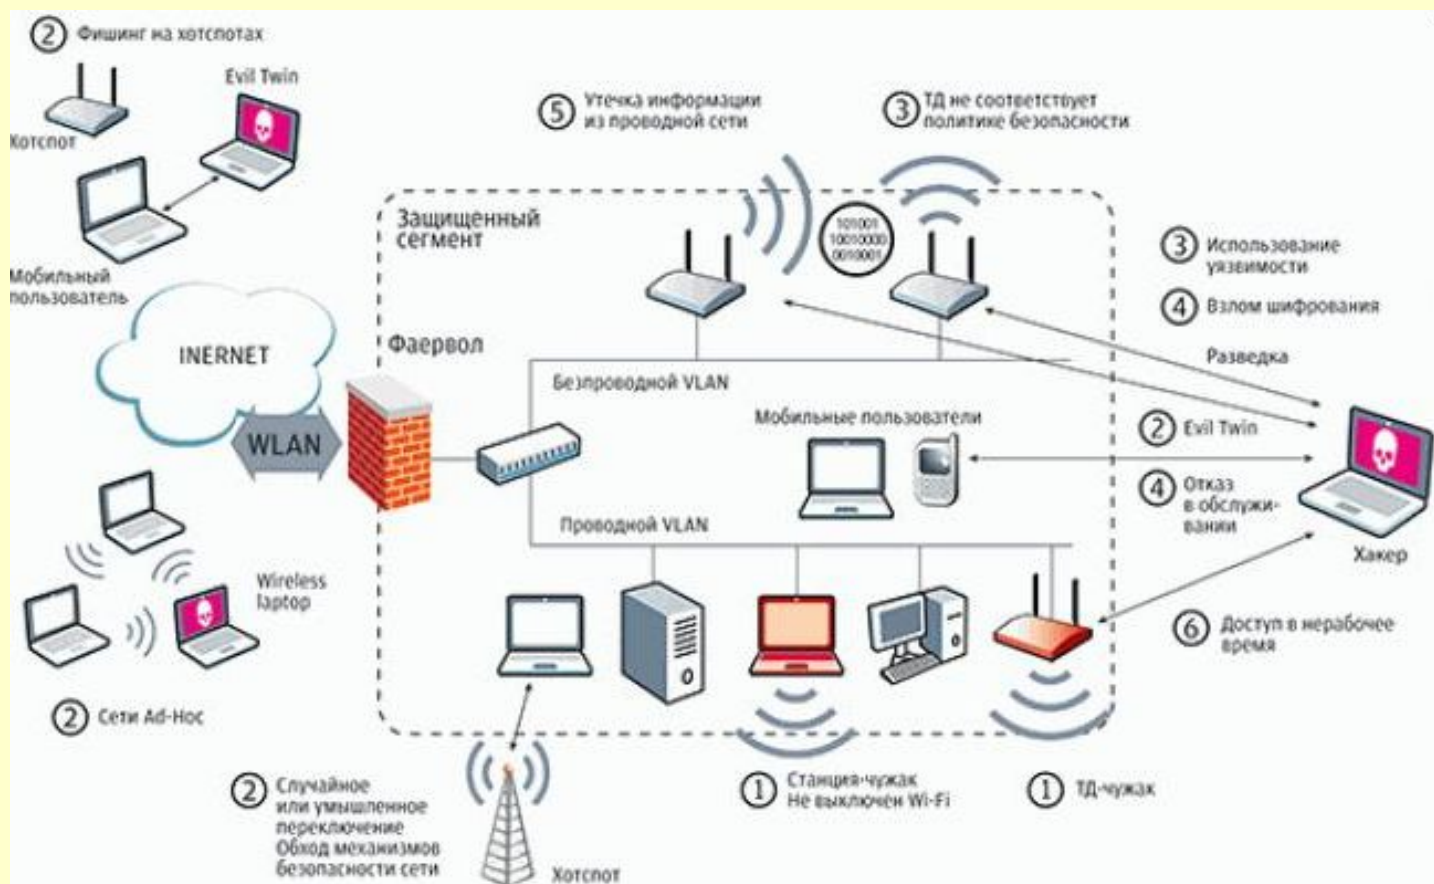 2 Фишинг на хотспотах
Evil Twin
Хотспот
Мобильный
пользователь
5 Утечка информации
из проводной сети
3 ТД не соответствует
политике безопасности
Защищенный
сегмент
101001
10010000
0010001
3 Использование
уязвимости
4 Взлом шифрования
Разведка
INERNET
Фаервол
Безпроводной VLAN
WLAN
Мобильные пользователи
2 Evil Twin
4 Отказ
в обслужи-
вании
Хакер
Проводной VLAN
Wireless
laptop
6 Доступ в нерабочее
время
2 Сети Ad-Hoc
2 Случайное
или умышленное
переключение
Обход механизмов
безопасности сети
Хотспот
1 Станция-чужак
Не выключен Wi-Fi
1 ТД-чужак